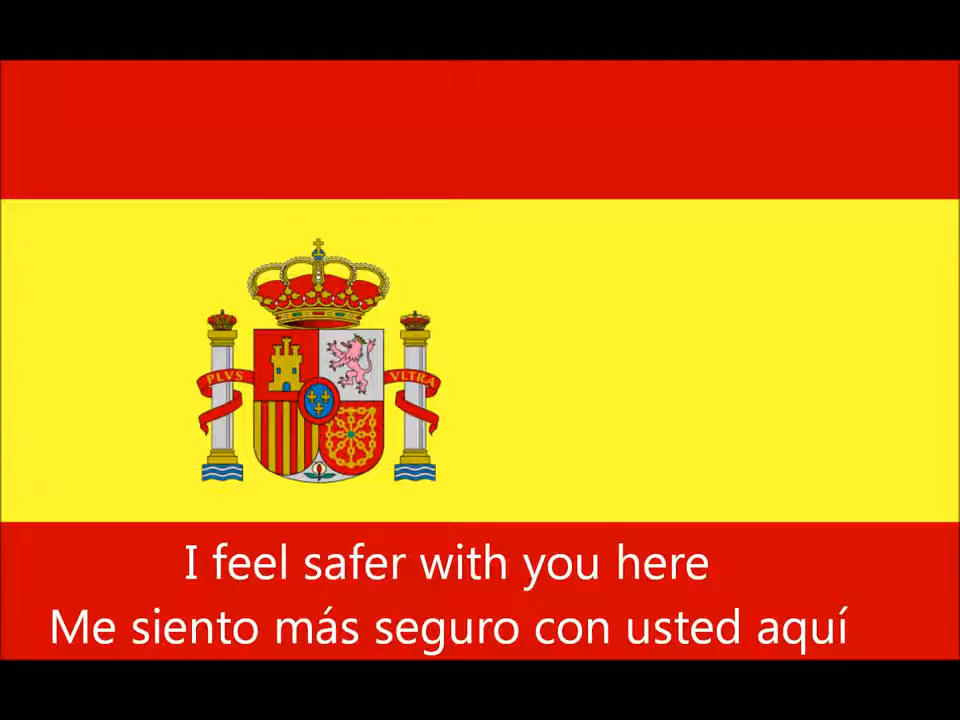 PLVS VLTRA
I feel safer with you here
Me siento más seguro con usted aquí